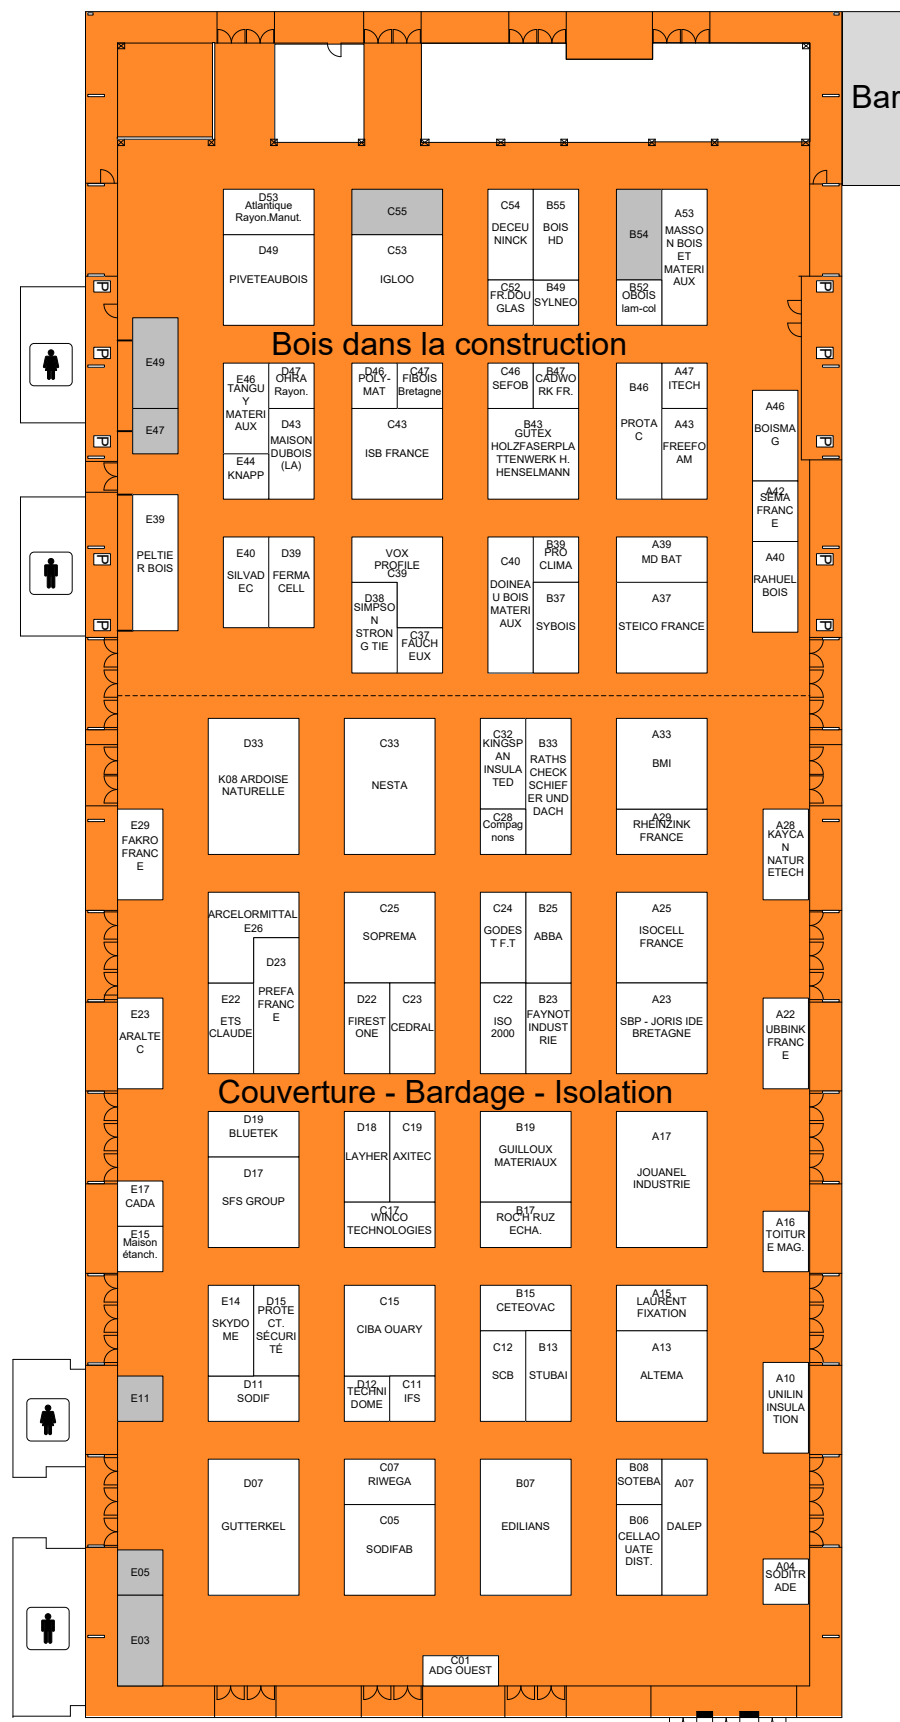 Bar
D53
Atlantique
Rayon.Manut.
D49
PIVETEAUBOIS
C55
C53
IGLOO
C54
DECEU
NINCK
B55
BOIS
HD
C52
FR.DOU
GLAS
B49
SYLNEO
B54
B52
OBOIS
lam-col
A53
MASSO
N BOIS
ET
MATERI
AUX
P
P
Bois dans la construction
E49
E47
P
P
P
P
E46
TANGU
Y
MATERI
AUX
E44
KNAPP
D47
OHRA
Rayon.
D43
MAISON
DUBOIS
(LA)
D46
POLY-
MAT
C47
FIBOIS
Bretagne
C43
ISB FRANCE
C46
SEFOB
B47
CADWO
RK FR.
B43
GUTEX
HOLZFASERPLA
TTENWERK H.
HENSELMANN
B46
PROTA
C
A47
ITECH
A43
FREEFO
AM
A46
BOISMA
G
A42
SEMA
FRANC
E
A40
RAHUEL
BOIS
E39
PELTIE
R BOIS
P
P
P
P
E40
SILVAD
EC
D39
FERMA
CELL
VOX
PROFILE
C39
D38
SIMPSO
N
STRON
G TIE
C37
FAUCH
EUX
C40
DOINEA
U BOIS
MATERI
AUX
B39
PRO
CLIMA
B37
SYBOIS
A39
MD BAT
A37
STEICO FRANCE
D33
K08 ARDOISE
NATURELLE
C33
NESTA
C32
KINGSP
AN
INSULA
TED
C28
Compag
nons
B33
RATHS
CHECK
SCHIEF
ER UND
DACH
A33
BMI
A29
RHEINZINK
FRANCE
E29
FAKRO
FRANC
E
A28
KAYCA
N
NATUR
ETECH
ARCELORMITTAL
E26
D23
PREFA
FRANC
E
E22
ETS
CLAUDE
C25
SOPREMA
D22
FIREST
ONE
C23
CEDRAL
C24
GODES
T F.T
B25
ABBA
C22
ISO
2000
B23
FAYNOT
INDUST
RIE
A25
ISOCELL
FRANCE
A23
SBP - JORIS IDE
BRETAGNE
E23
ARALTE
C
A22
UBBINK
FRANC
E
Couverture - Bardage - Isolation
D19
BLUETEK
D17
SFS GROUP
D18
LAYHER
C19
AXITEC
C17
WINCO
TECHNOLOGIES
B19
GUILLOUX
MATERIAUX
B17
ROC'H RUZ
ECHA.
A17
JOUANEL
INDUSTRIE
E17
CADA
E15
Maison
étanch.
A16
TOITUR
E MAG.
E14
SKYDO
ME
D15
PROTE
CT.
SÉCURI
TÉ
D11
SODIF
C15
CIBA OUARY
D12
TECHNI
DOME
C11
IFS
B15
CETEOVAC
C12
SCB
B13
STUBAI
A15
LAURENT
FIXATION
A13
ALTEMA
E11
A10
UNILIN
INSULA
TION
D07
GUTTERKEL
C07
RIWEGA
C05
SODIFAB
B07
EDILIANS
B08
SOTEBA
B06
CELLAO
UATE
DIST.
A07
DALEP
E05
E03
A04
SODITR
ADE
C01
ADG OUEST